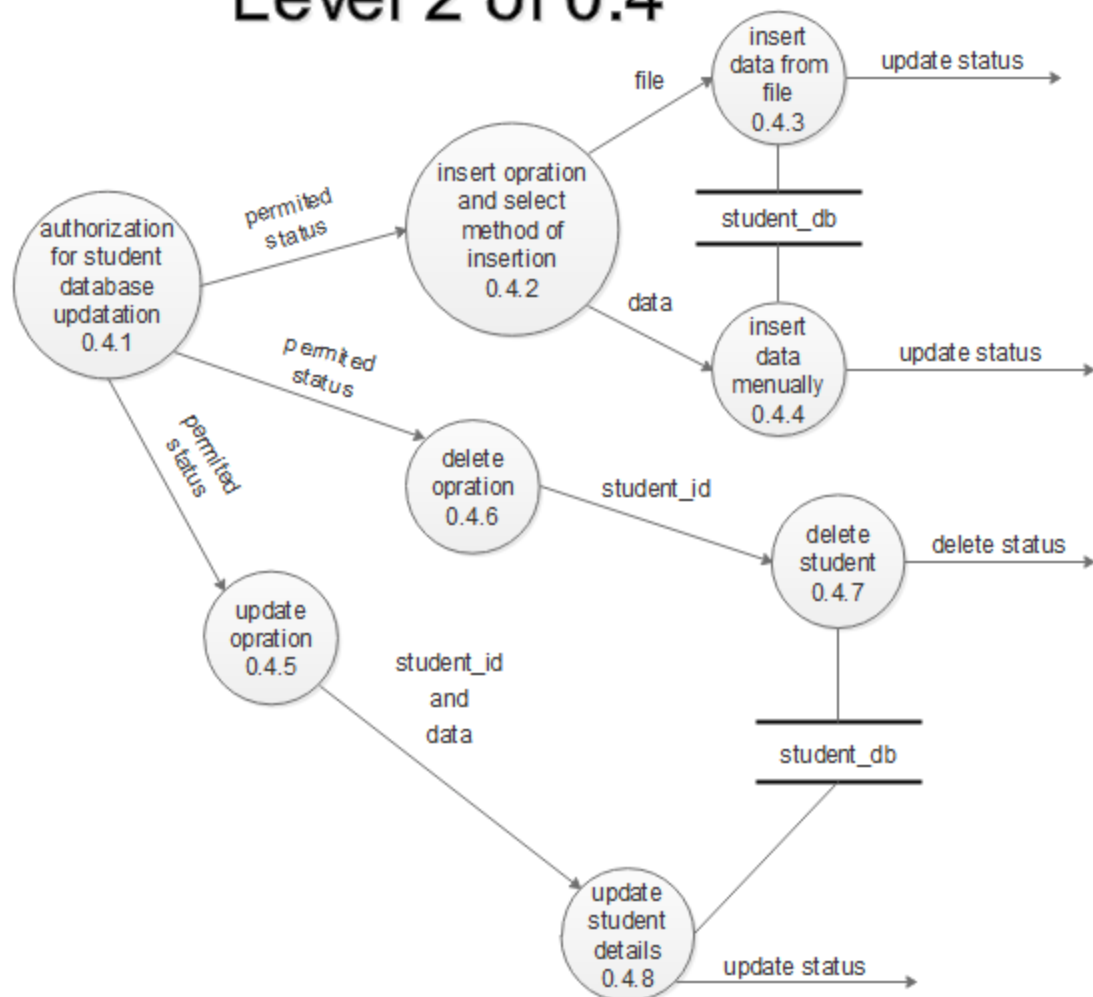 Level 2 of 0.4
insert
data from
file
0.4.3
update status
file
insert opration
and select
method of
insertion
0.4.2
permited
status
authorization
for student
database
updatation
0.4.1
student_db
data
insert
data
menually
0.4.4
update status
permited
status
permited
status
delete
opration
0.4.6
student_id
delete
student
0.4.7
delete status
update
opration
0.4.5
student_id
and
data
student_db
update
student
details
0.4.8
update status